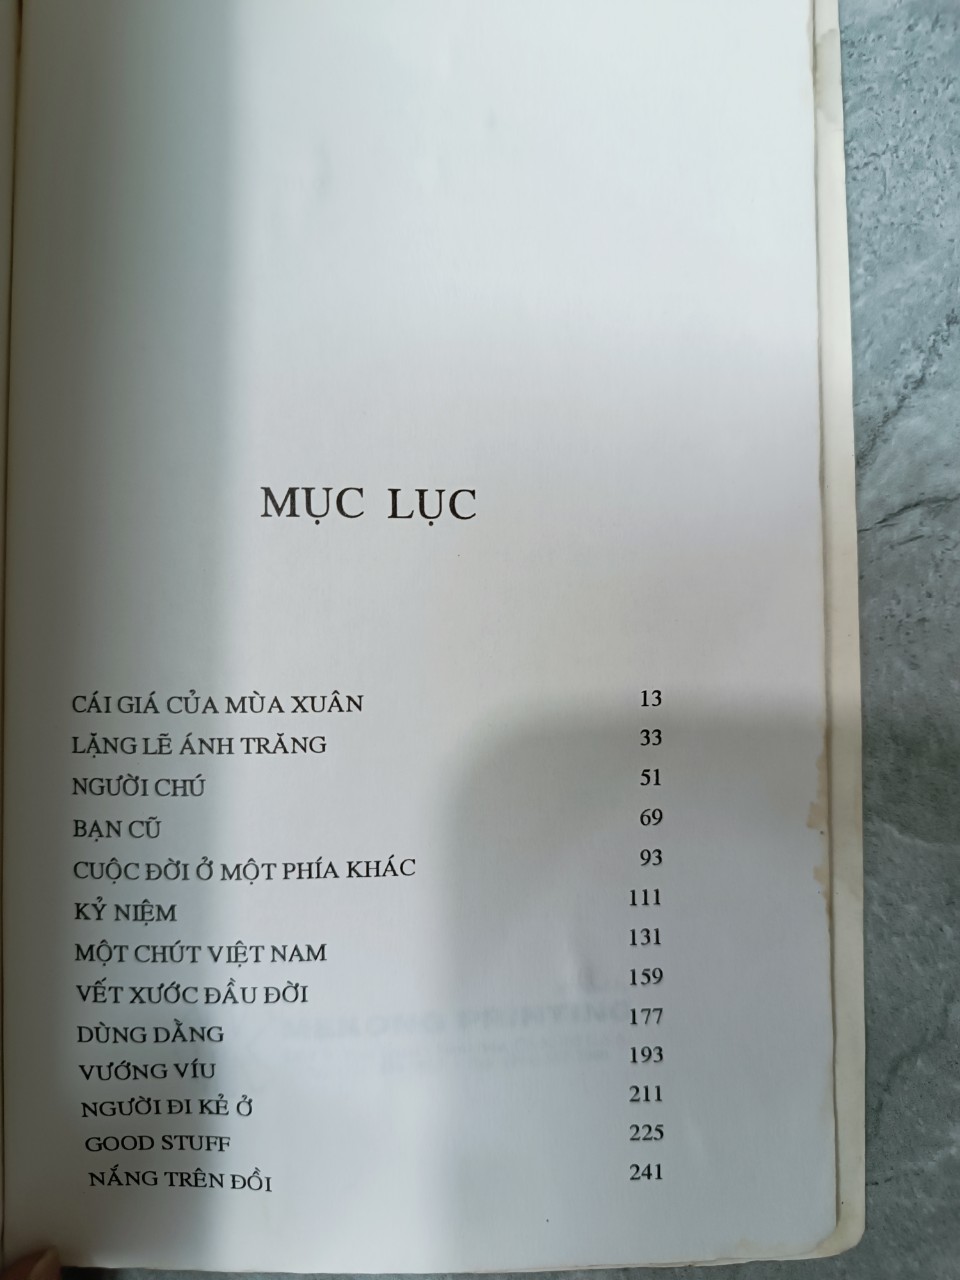 MỤC LỤC
CÁI GIÁ CỦA MÙA XUÂN 13
LẶNG LẼ ÁNH TRĂNG 33
NGƯỜI CHÚ 51
BẠN CŨ 69
CUỘC ĐỜI Ở MỘT PHÍA KHÁC 93
KỶ NIỆM 111
MỘT CHÚT VIỆT NAM 131
VẾT XƯỚC ĐẦU ĐỜI 159
DÙNG DẰNG 177
VƯỚNG VÍU 193
NGƯỜI ĐI KẺ Ở 211
GOOD STUFF 225
NẮNG TRÊN ĐỒI 241